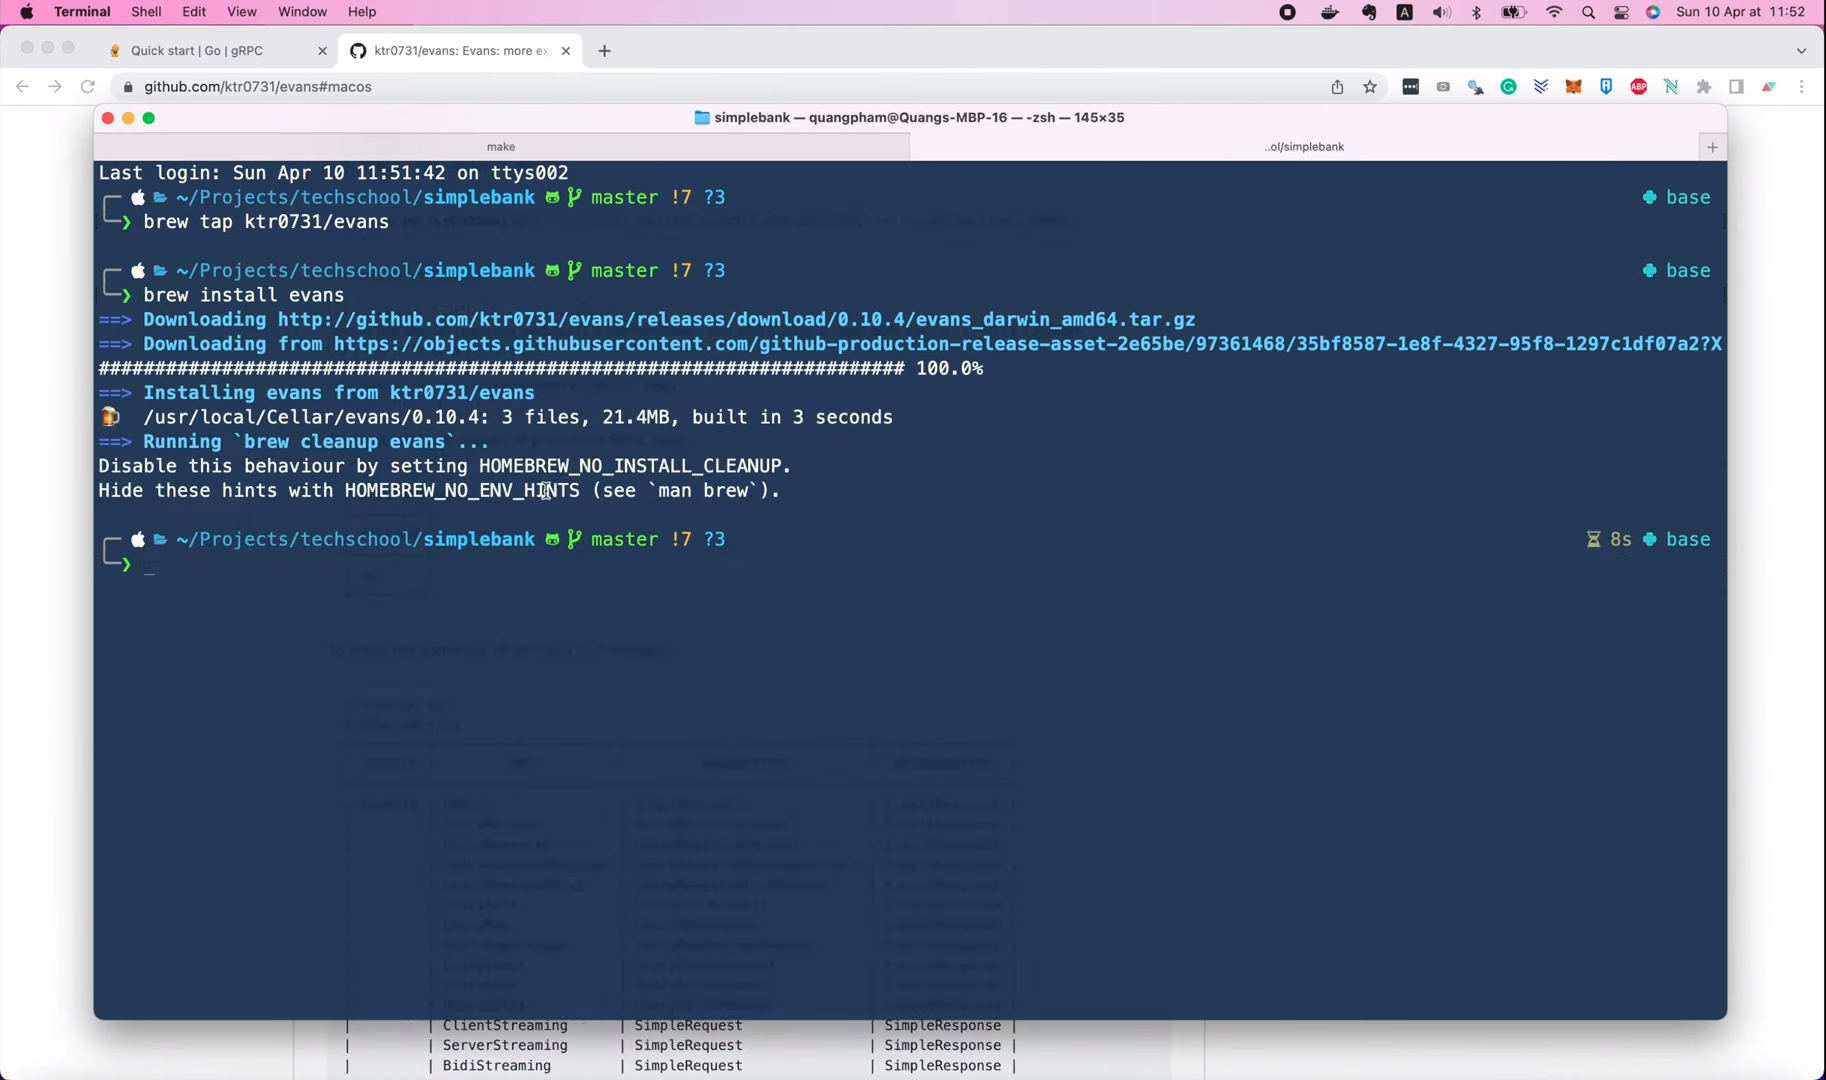 Terminal Shell Edit View Window Help
Sun 10 Apr at 11:52
Quick start | Go | gRPC
ktr0731/evans: Evans: more ex
github.com/ktr0731/evans#macos
simplebank — quangpham@Quangs-MBP-16 — -zsh — 145×35
make
..ol/simplebank
Last login: Sun Apr 10 11:51:42 on ttys002
~/Projects/techschool/simplebank master !7 ?3 base
❯ brew tap ktr0731/evans
~/Projects/techschool/simplebank master !7 ?3 base
❯ brew install evans
==> Downloading http://github.com/ktr0731/evans/releases/download/0.10.4/evans_darwin_amd64.tar.gz
==> Downloading from https://objects.githubusercontent.com/github-production-release-asset-2e65be/97361468/35bf8587-1e8f-4327-95f8-1297c1df07a2?X
######################################################################## 100.0%
==> Installing evans from ktr0731/evans
/usr/local/Cellar/evans/0.10.4: 3 files, 21.4MB, built in 3 seconds
==> Running `brew cleanup evans`...
Disable this behaviour by setting HOMEBREW_NO_INSTALL_CLEANUP.
Hide these hints with HOMEBREW_NO_ENV_HINTS (see `man brew`).
~/Projects/techschool/simplebank master !7 ?3 8s base
❯ _
| | ClientStreaming | SimpleRequest | SimpleResponse |
| | ServerStreaming | SimpleRequest | SimpleResponse |
| | BidiStreaming | SimpleRequest | SimpleResponse |